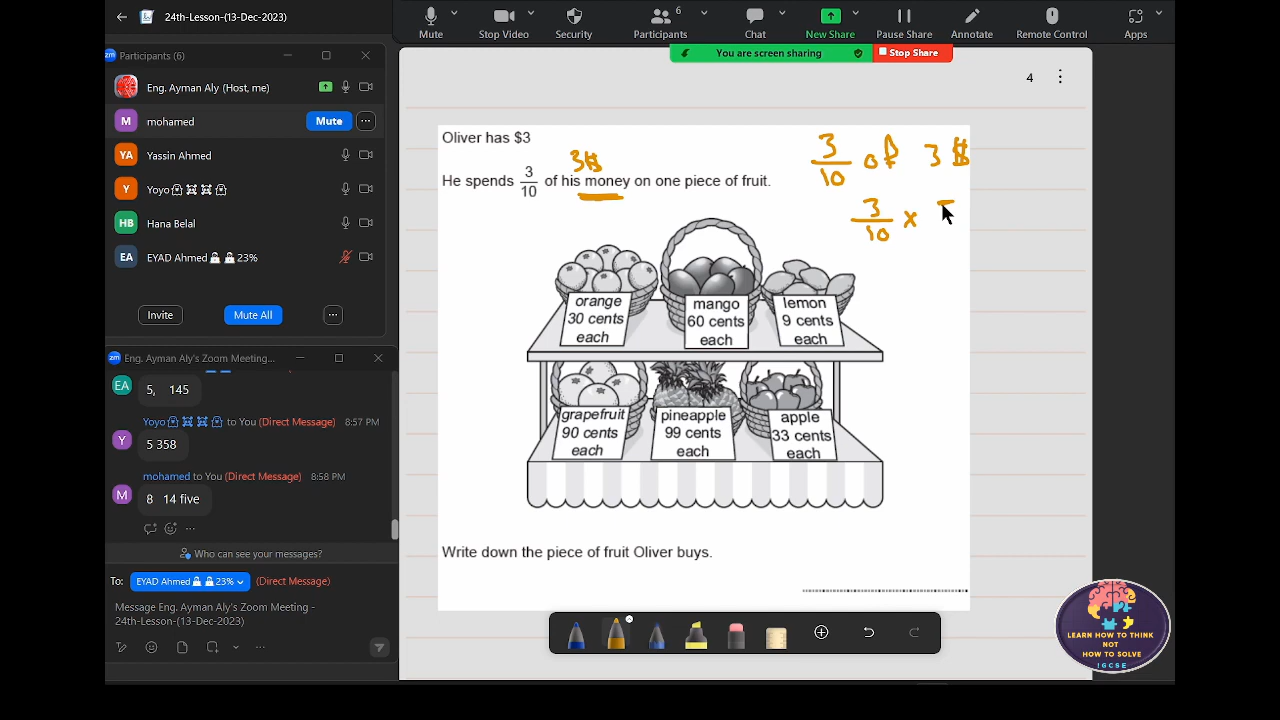 24th-Lesson-(13-Dec-2023)
Mute
Stop Video
Security
6
Participants
Chat
New Share
Pause Share
Annotate
Remote Control
Apps
You are screen sharing
Stop Share
zm Participants (6)
Eng. Ayman Aly (Host, me)
M mohamed Mute
YA Yassin Ahmed
Y Yoyo
HB Hana Belal
EA EYAD Ahmed 23%
Invite
Mute All
zm Eng. Ayman Aly's Zoom Meeting...
EA 5, 145
Yoyo to You (Direct Message) 8:57 PM
Y 5 358
mohamed to You (Direct Message) 8:58 PM
M 8 14 five
Who can see your messages?
To: EYAD Ahmed 23% (Direct Message)
Message Eng. Ayman Aly's Zoom Meeting -
24th-Lesson-(13-Dec-2023)
4
Oliver has $3
3$
He spends 3/10 of his money on one piece of fruit.
3/10 of 3 $
3/10 x
orange
30 cents
each
mango
60 cents
each
lemon
9 cents
each
grapefruit
90 cents
each
pineapple
99 cents
each
apple
33 cents
each
Write down the piece of fruit Oliver buys.
LEARN HOW TO THINK
NOT
HOW TO SOLVE
IGCSE